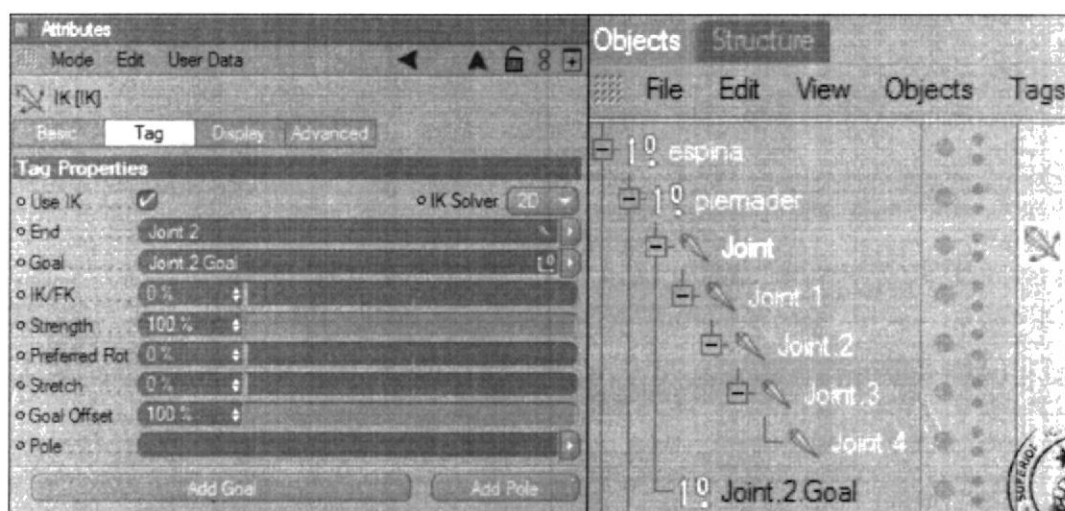 Attributes
Mode Edit User Data
IK [IK]
Basic Tag Display Advanced
Tag Properties
Use IK IK Solver 2D
End Joint.2
Goal Joint.2.Goal
IK/FK 0 %
Strength 100 %
Preferred Rot 0 %
Stretch 0 %
Goal Offset 100 %
Pole
Add Goal Add Pole
Objects Structure
File Edit View Objects Tags
espina
piernader
Joint
Joint.1
Joint.2
Joint.3
Joint.4
Joint.2.Goal
SUPERIOR